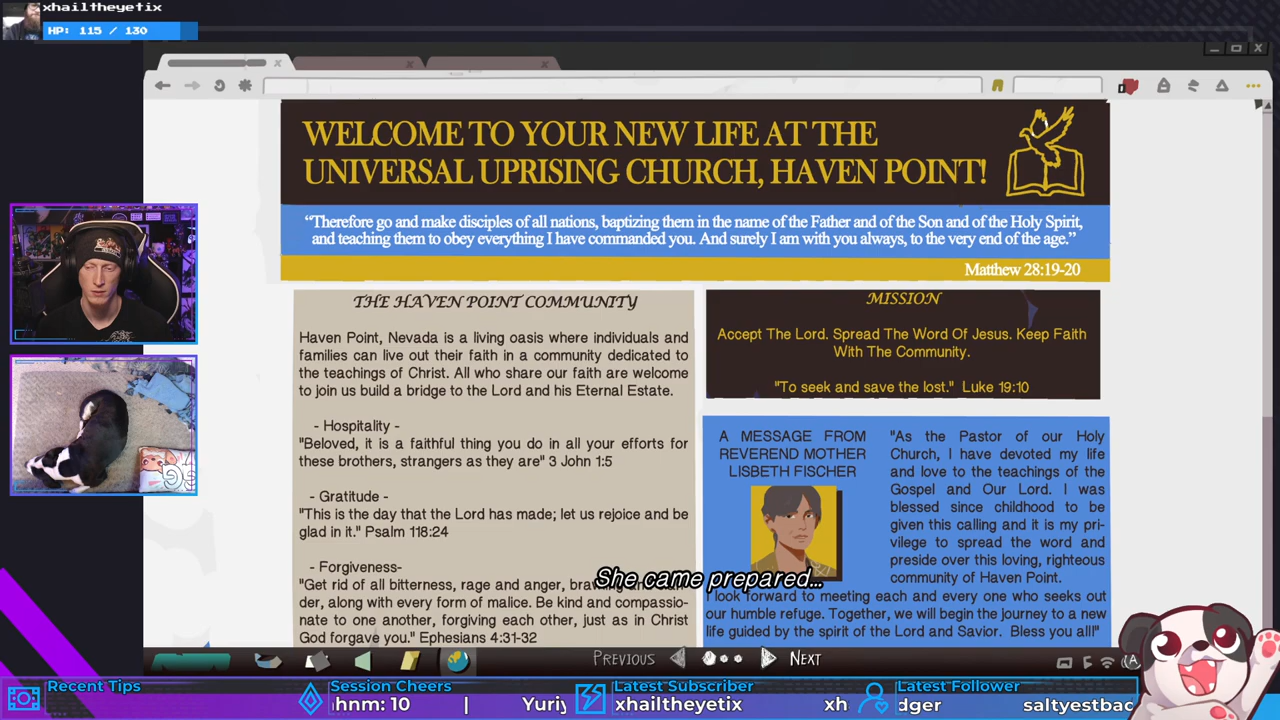 xhailtheyetix
HP: 115 / 130
WELCOME TO YOUR NEW LIFE AT THE
UNIVERSAL UPRISING CHURCH, HAVEN POINT!
“Therefore go and make disciples of all nations, baptizing them in the name of the Father and of the Son and of the Holy Spirit,
and teaching them to obey everything I have commanded you. And surely I am with you always, to the very end of the age.”
Matthew 28:19-20
THE HAVEN POINT COMMUNITY
Haven Point, Nevada is a living oasis where individuals and
families can live out their faith in a community dedicated to
the teachings of Christ. All who share our faith are welcome
to join us build a bridge to the Lord and his Eternal Estate.
- Hospitality -
"Beloved, it is a faithful thing you do in all your efforts for
these brothers, strangers as they are" 3 John 1:5
- Gratitude -
"This is the day that the Lord has made; let us rejoice and be
glad in it." Psalm 118:24
- Forgiveness-
"Get rid of all bitterness, rage and anger,
der, along with every form of malice. Be kind and compassio-
nate to one another, forgiving each other, just as in Christ
God forgave you." Ephesians 4:31-32
MISSION
Accept The Lord. Spread The Word Of Jesus. Keep Faith
With The Community.
"To seek and save the lost." Luke 19:10
A MESSAGE FROM
REVEREND MOTHER
LISBETH FISCHER
"As the Pastor of our Holy
Church, I have devoted my life
and love to the teachings of the
Gospel and Our Lord. I was
blessed since childhood to be
given this calling and it is my pri-
vilege to spread the word and
preside over this loving, righteous
community of Haven Point.
I look forward to meeting each and every one who seeks out
our humble refuge. Together, we will begin the journey to a new
life guided by the spirit of the Lord and Savior. Bless you all!"
She came prepared...
PREVIOUS
NEXT
Recent Tips
Session Cheers
hnm: 10 | Yuriy
Latest Subscriber
xhailtheyetix xh
Latest Follower
dger saltyestbac